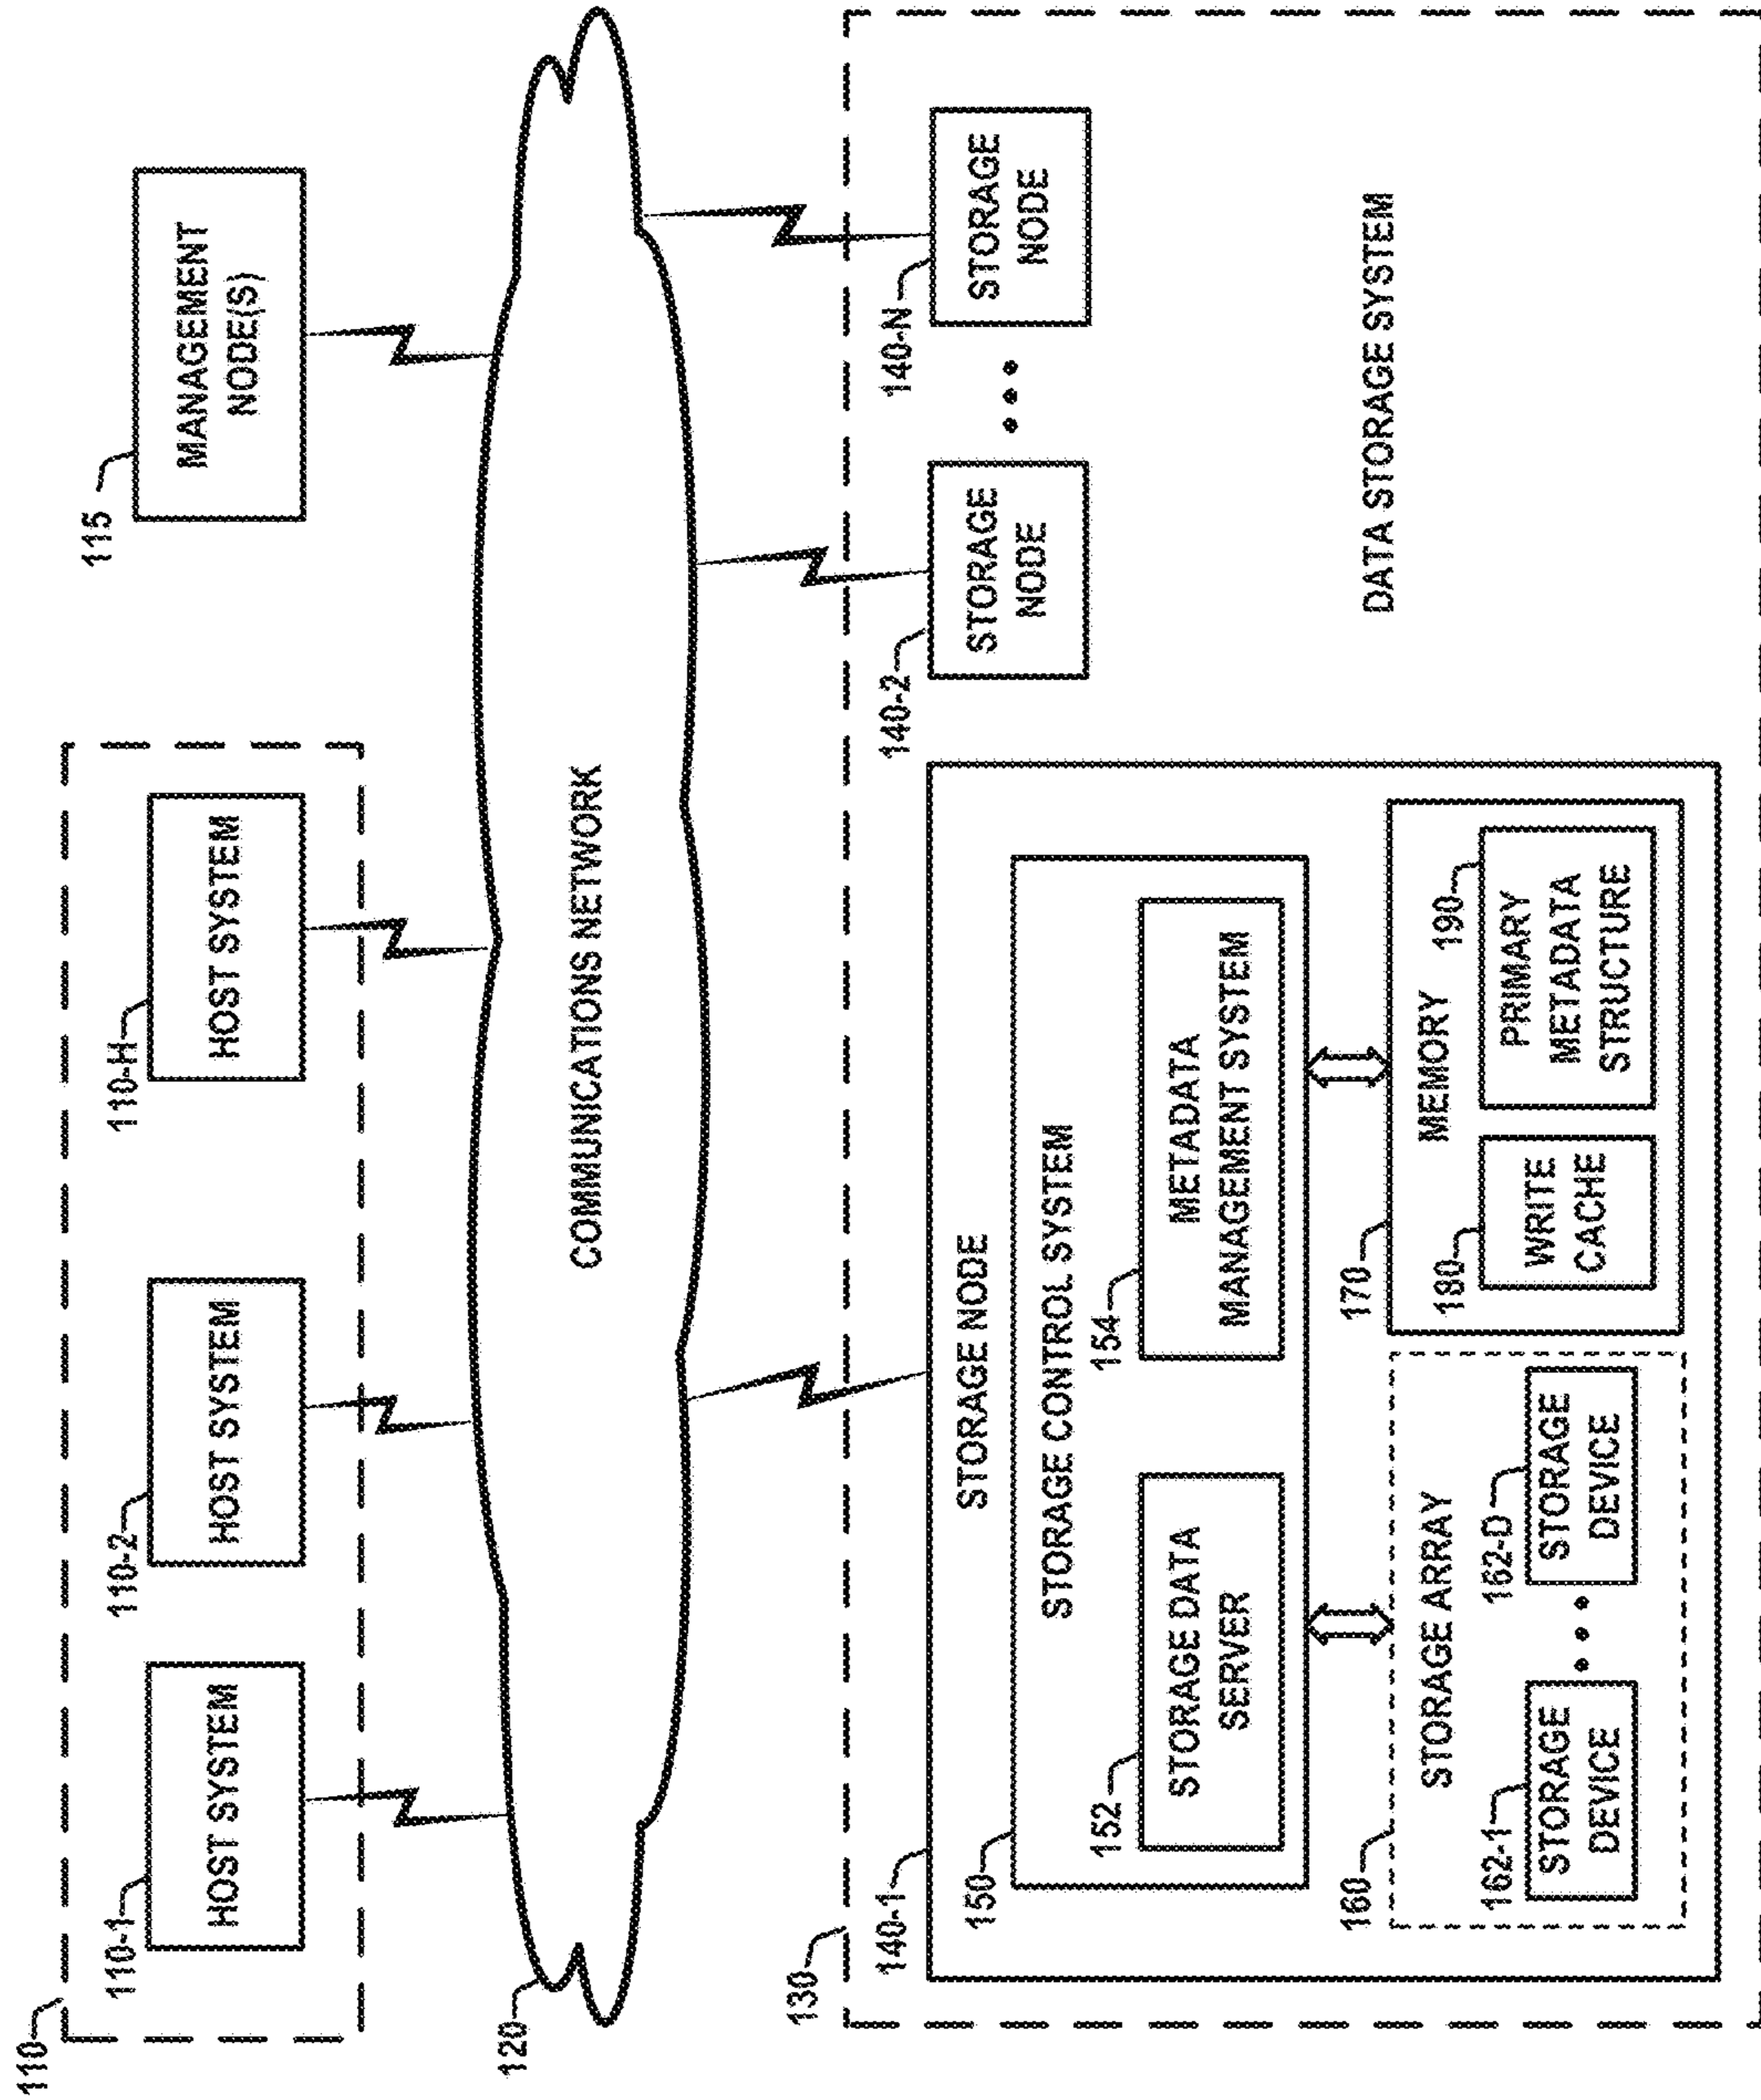 110
110-1
HOST SYSTEM
110-2
HOST SYSTEM
110-H
HOST SYSTEM
115
MANAGEMENT
NODE(S)
120
COMMUNICATIONS NETWORK
130
140-1
STORAGE NODE
150
STORAGE CONTROL SYSTEM
152
STORAGE DATA
SERVER
154
METADATA
MANAGEMENT SYSTEM
160
STORAGE ARRAY
162-1
STORAGE
DEVICE
• • •
162-D
STORAGE
DEVICE
170
MEMORY
180
WRITE
CACHE
190
PRIMARY
METADATA
STRUCTURE
140-2
STORAGE
NODE
• • •
140-N
STORAGE
NODE
DATA STORAGE SYSTEM